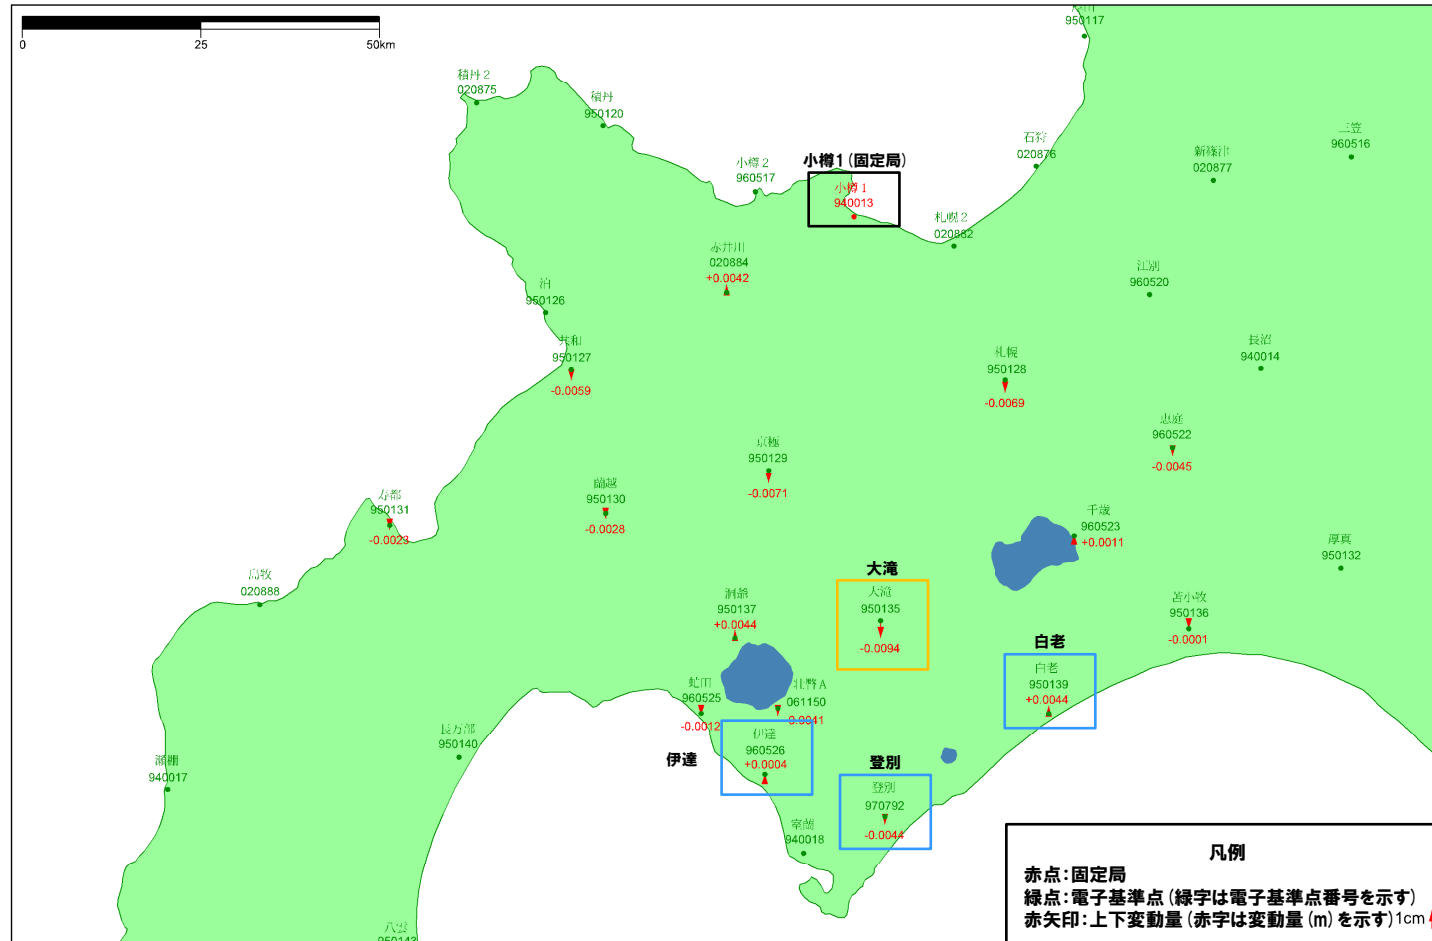 0
25
50km
950117
積丹２
020875
積丹
950120
小樽２
960517
小樽1(固定局)
小樽１
940013
石狩
020876
新篠津
020877
三笠
960516
札幌２
020882
赤井川
020884
+0.0042
江別
960520
泊
950126
共和
950127
-0.0059
札幌
950128
-0.0069
長沼
940014
恵庭
960522
-0.0045
京極
950129
-0.0071
蘭越
950130
-0.0028
寿都
950131
-0.0023
千歳
960523
+0.0011
厚真
950132
島牧
020888
大滝
大滝
950135
-0.0094
洞爺
950137
+0.0044
苫小牧
950136
-0.0001
白老
白老
950139
+0.0044
虻田
960525
-0.0012
壮瞥Ａ
061150
-0.0041
伊達
伊達
960526
+0.0004
長万部
950140
瀬棚
940017
登別
登別
970792
-0.0044
室蘭
940018
八雲
950143
凡例
赤点:固定局
緑点:電子基準点(緑字は電子基準点番号を示す)
赤矢印:上下変動量(赤字は変動量(m)を示す)1cm